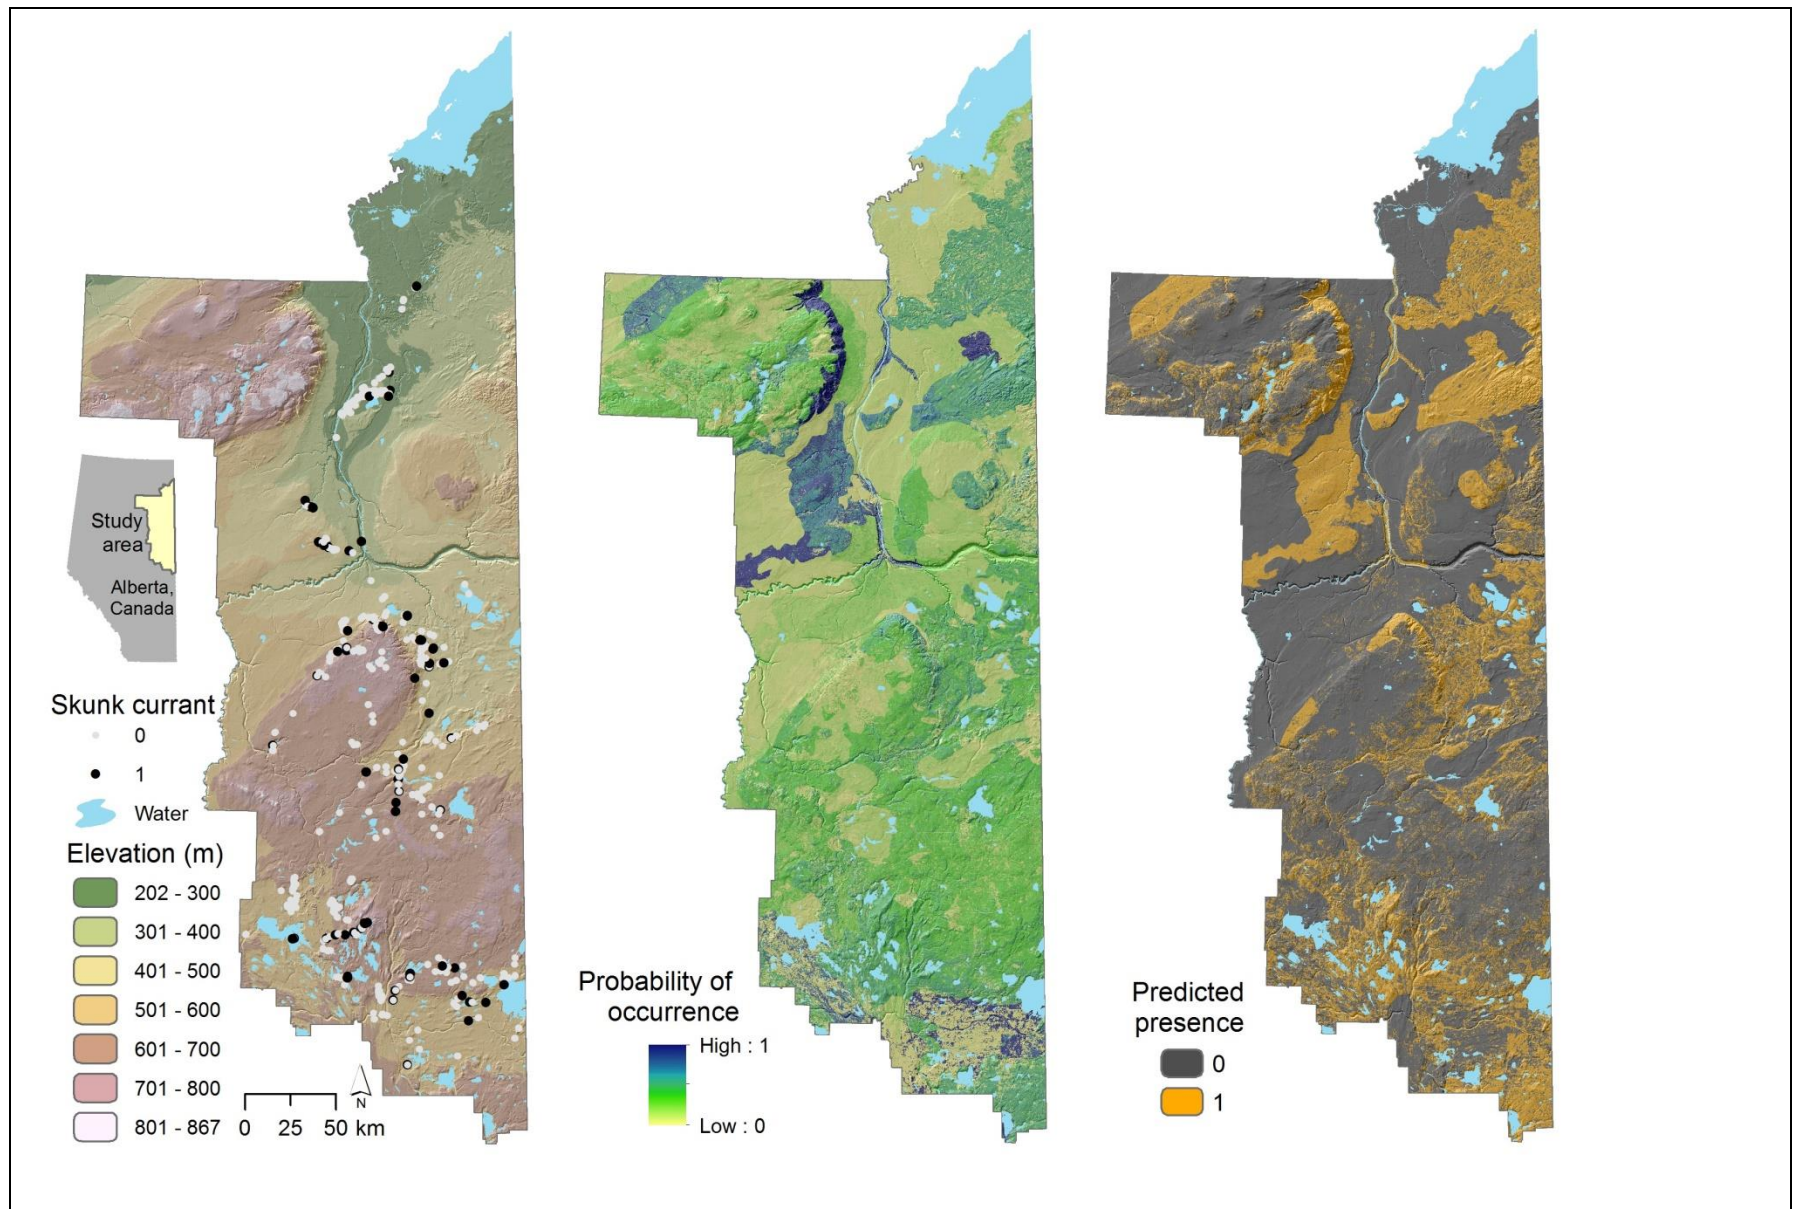 Study
area
Alberta,
Canada
Skunk currant
0
1
Water
Elevation (m)
202 - 300
301 - 400
401 - 500
501 - 600
601 - 700
701 - 800
801 - 867
N
0 25 50 km
Probability of
occurrence
High : 1
Low : 0
Predicted
presence
0
1